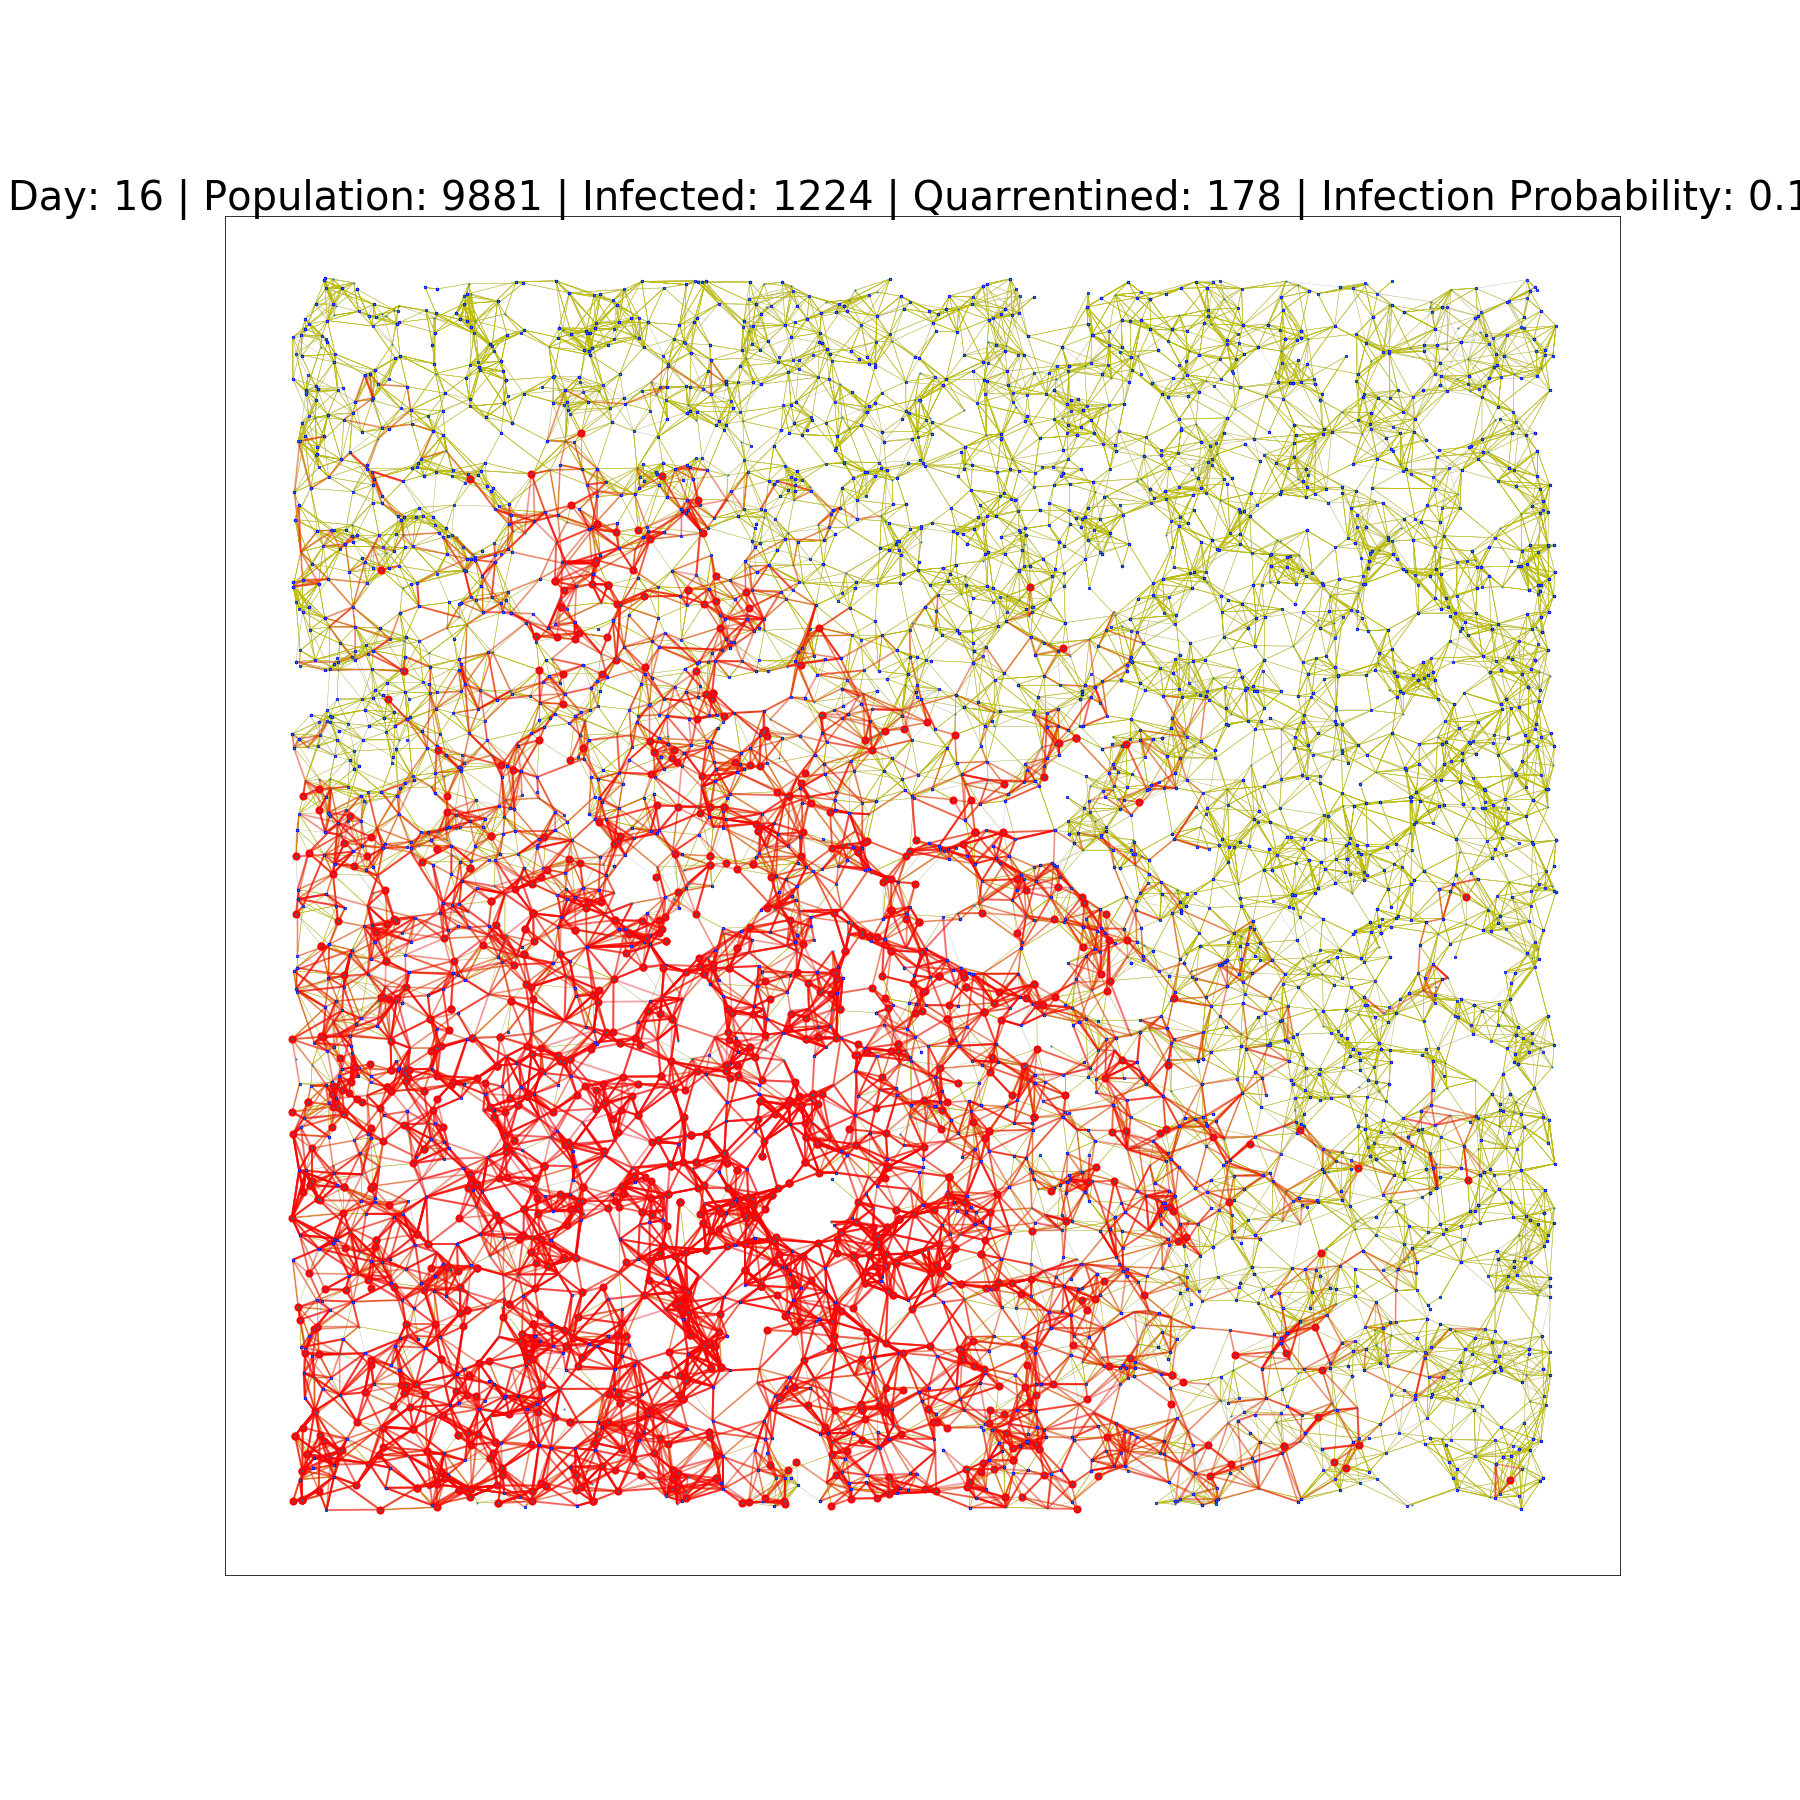 Day: 16 | Population: 9881 | Infected: 1224 | Quarrentined: 178 | Infection Probability: 0.1